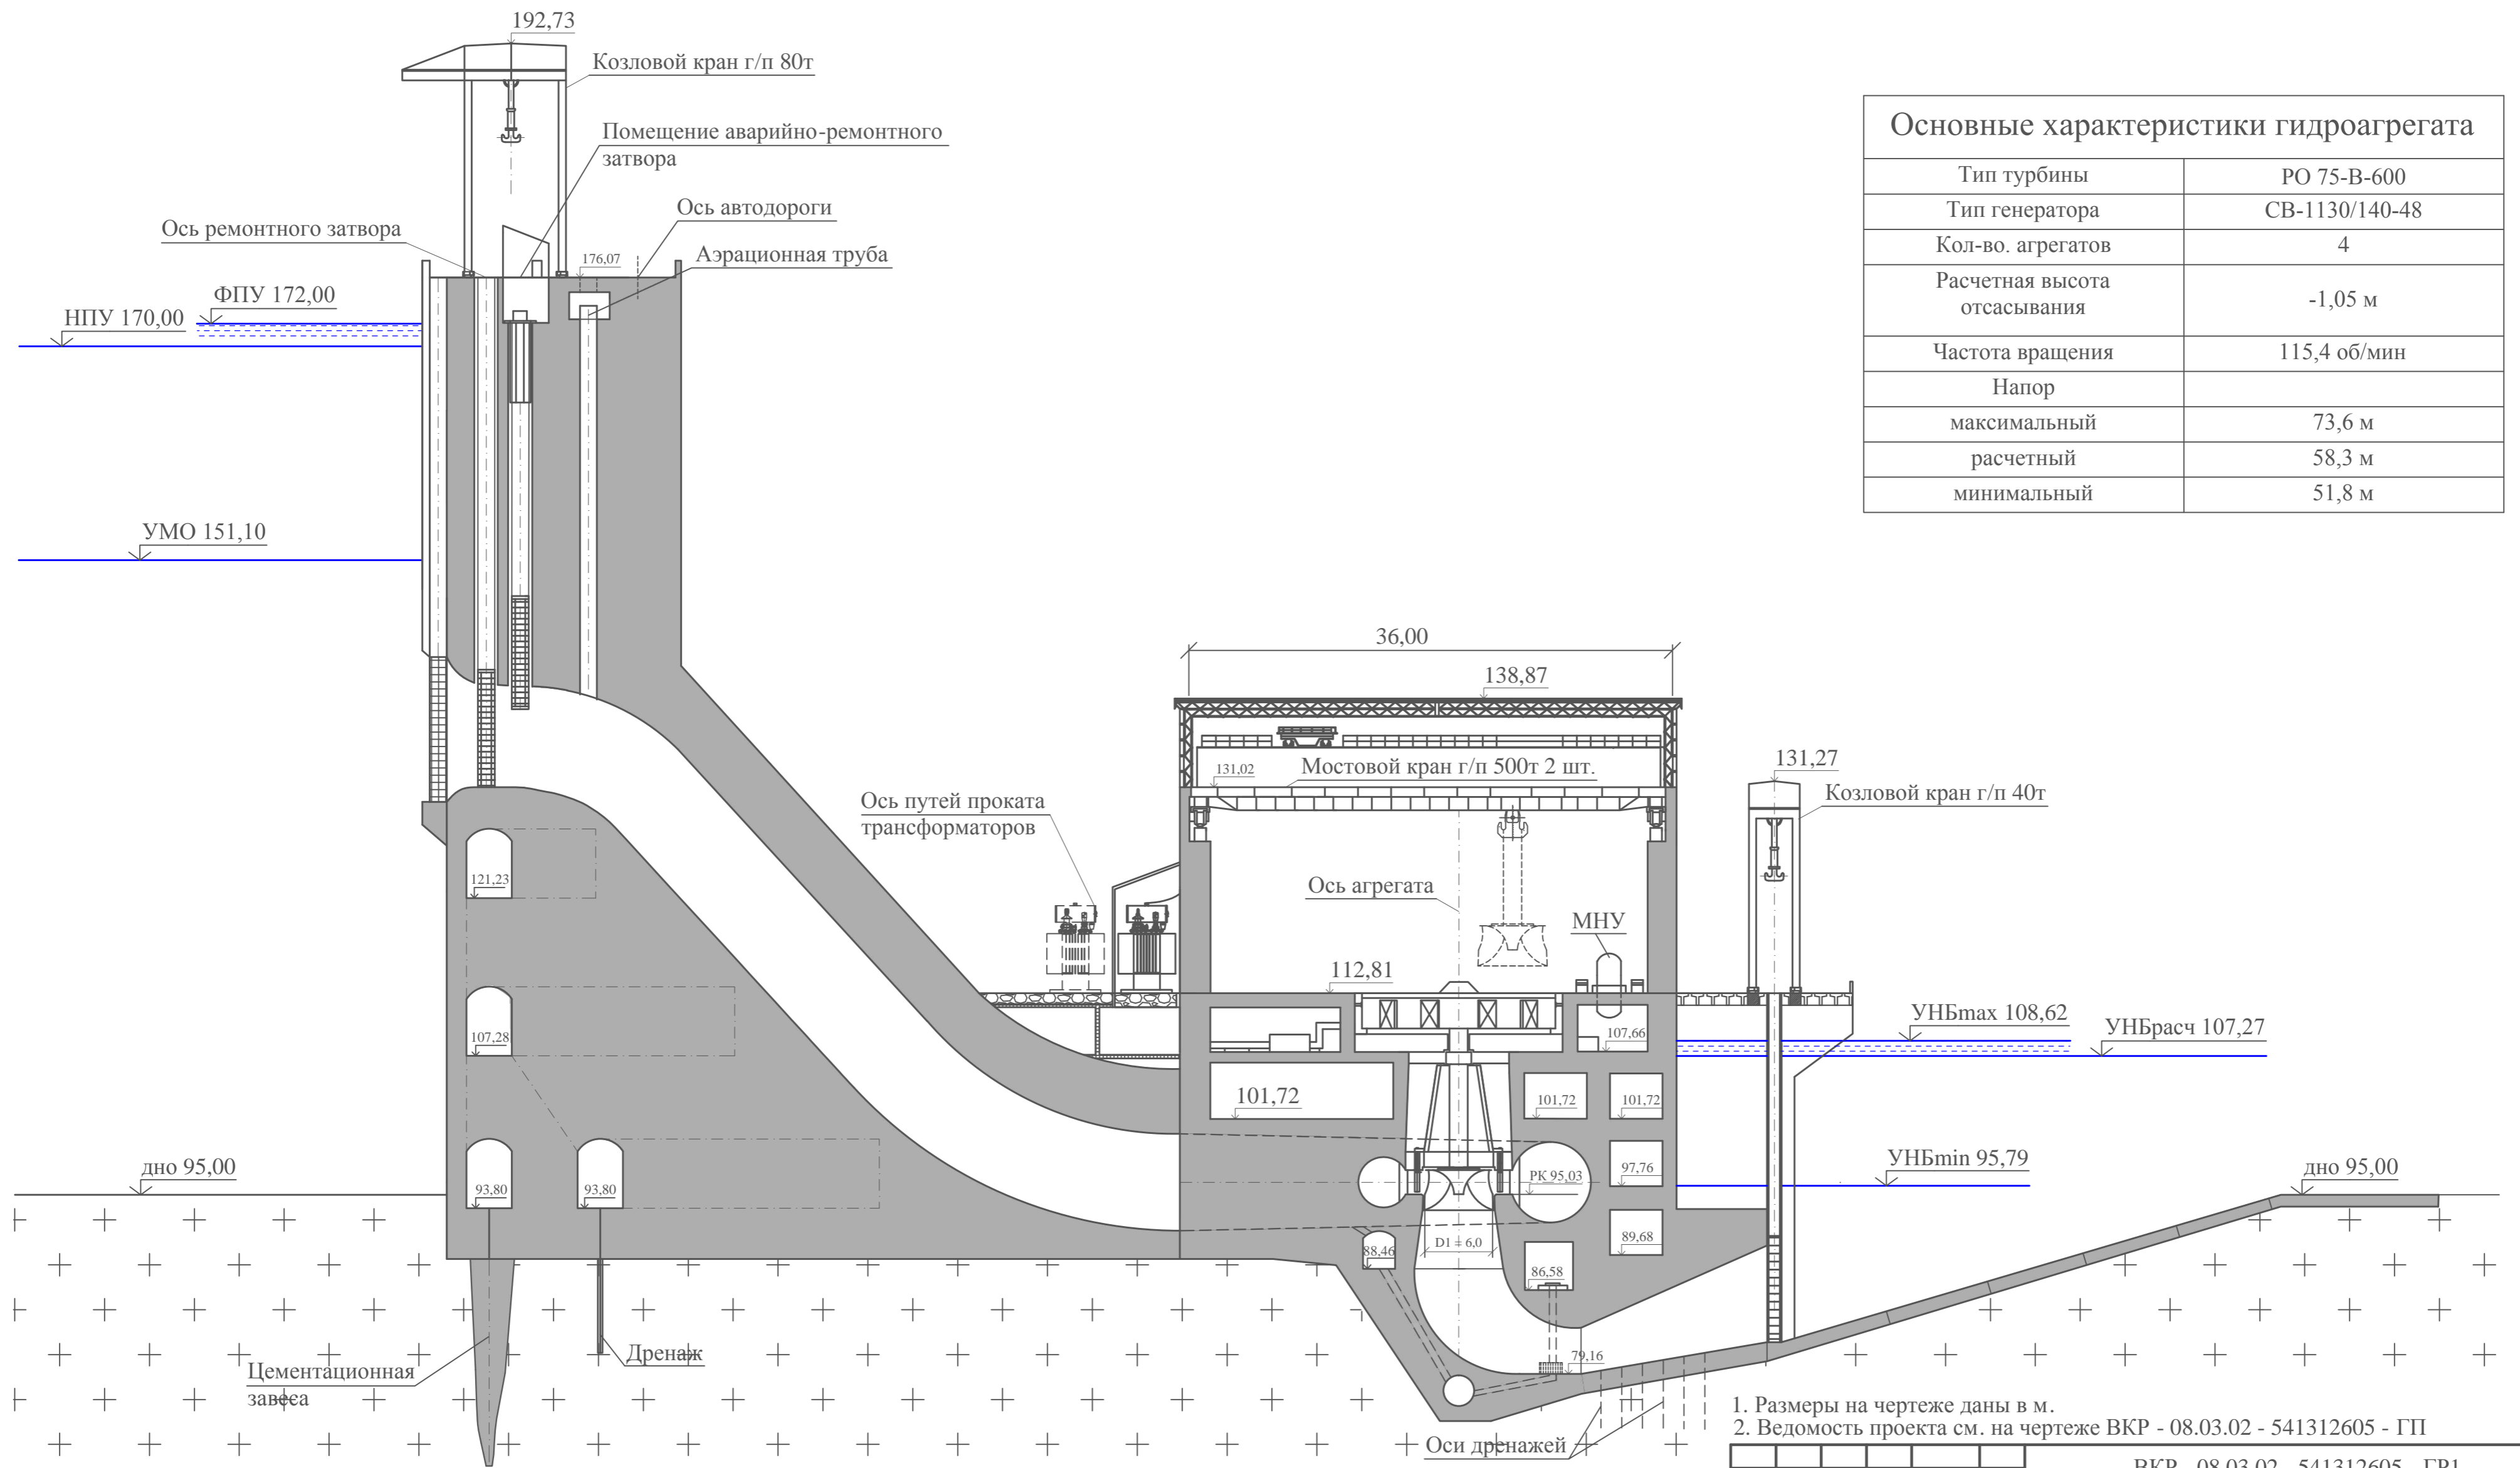 192,73
Козловой кран г/п 80т
Помещение аварийно-ремонтного
затвора
Ось автодороги
Ось ремонтного затвора
Аэрационная труба
176,07
ФПУ 172,00
НПУ 170,00
УМО 151,10
Основные характеристики гидроагрегата
Тип турбины РО 75-В-600
Тип генератора СВ-1130/140-48
Кол-во. агрегатов 4
Расчетная высота
отсасывания -1,05 м
Частота вращения 115,4 об/мин
Напор
максимальный 73,6 м
расчетный 58,3 м
минимальный 51,8 м
36,00
138,87
131,02
Мостовой кран г/п 500т 2 шт.
131,27
Козловой кран г/п 40т
Ось путей проката
трансформаторов
121,23
Ось агрегата
МНУ
112,81
107,28
107,66
УНБmax 108,62
УНБрасч 107,27
101,72
101,72
101,72
дно 95,00
93,80
93,80
РК 95,03
97,76
УНБmin 95,79
дно 95,00
88,46
D1 = 6,0
89,68
86,58
79,16
Цементационная
завеса
Дренаж
Оси дренажей
1. Размеры на чертеже даны в м.
2. Ведомость проекта см. на чертеже ВКР - 08.03.02 - 541312605 - ГП
ВКР - 08.03.02 - 541312605 - ГР1